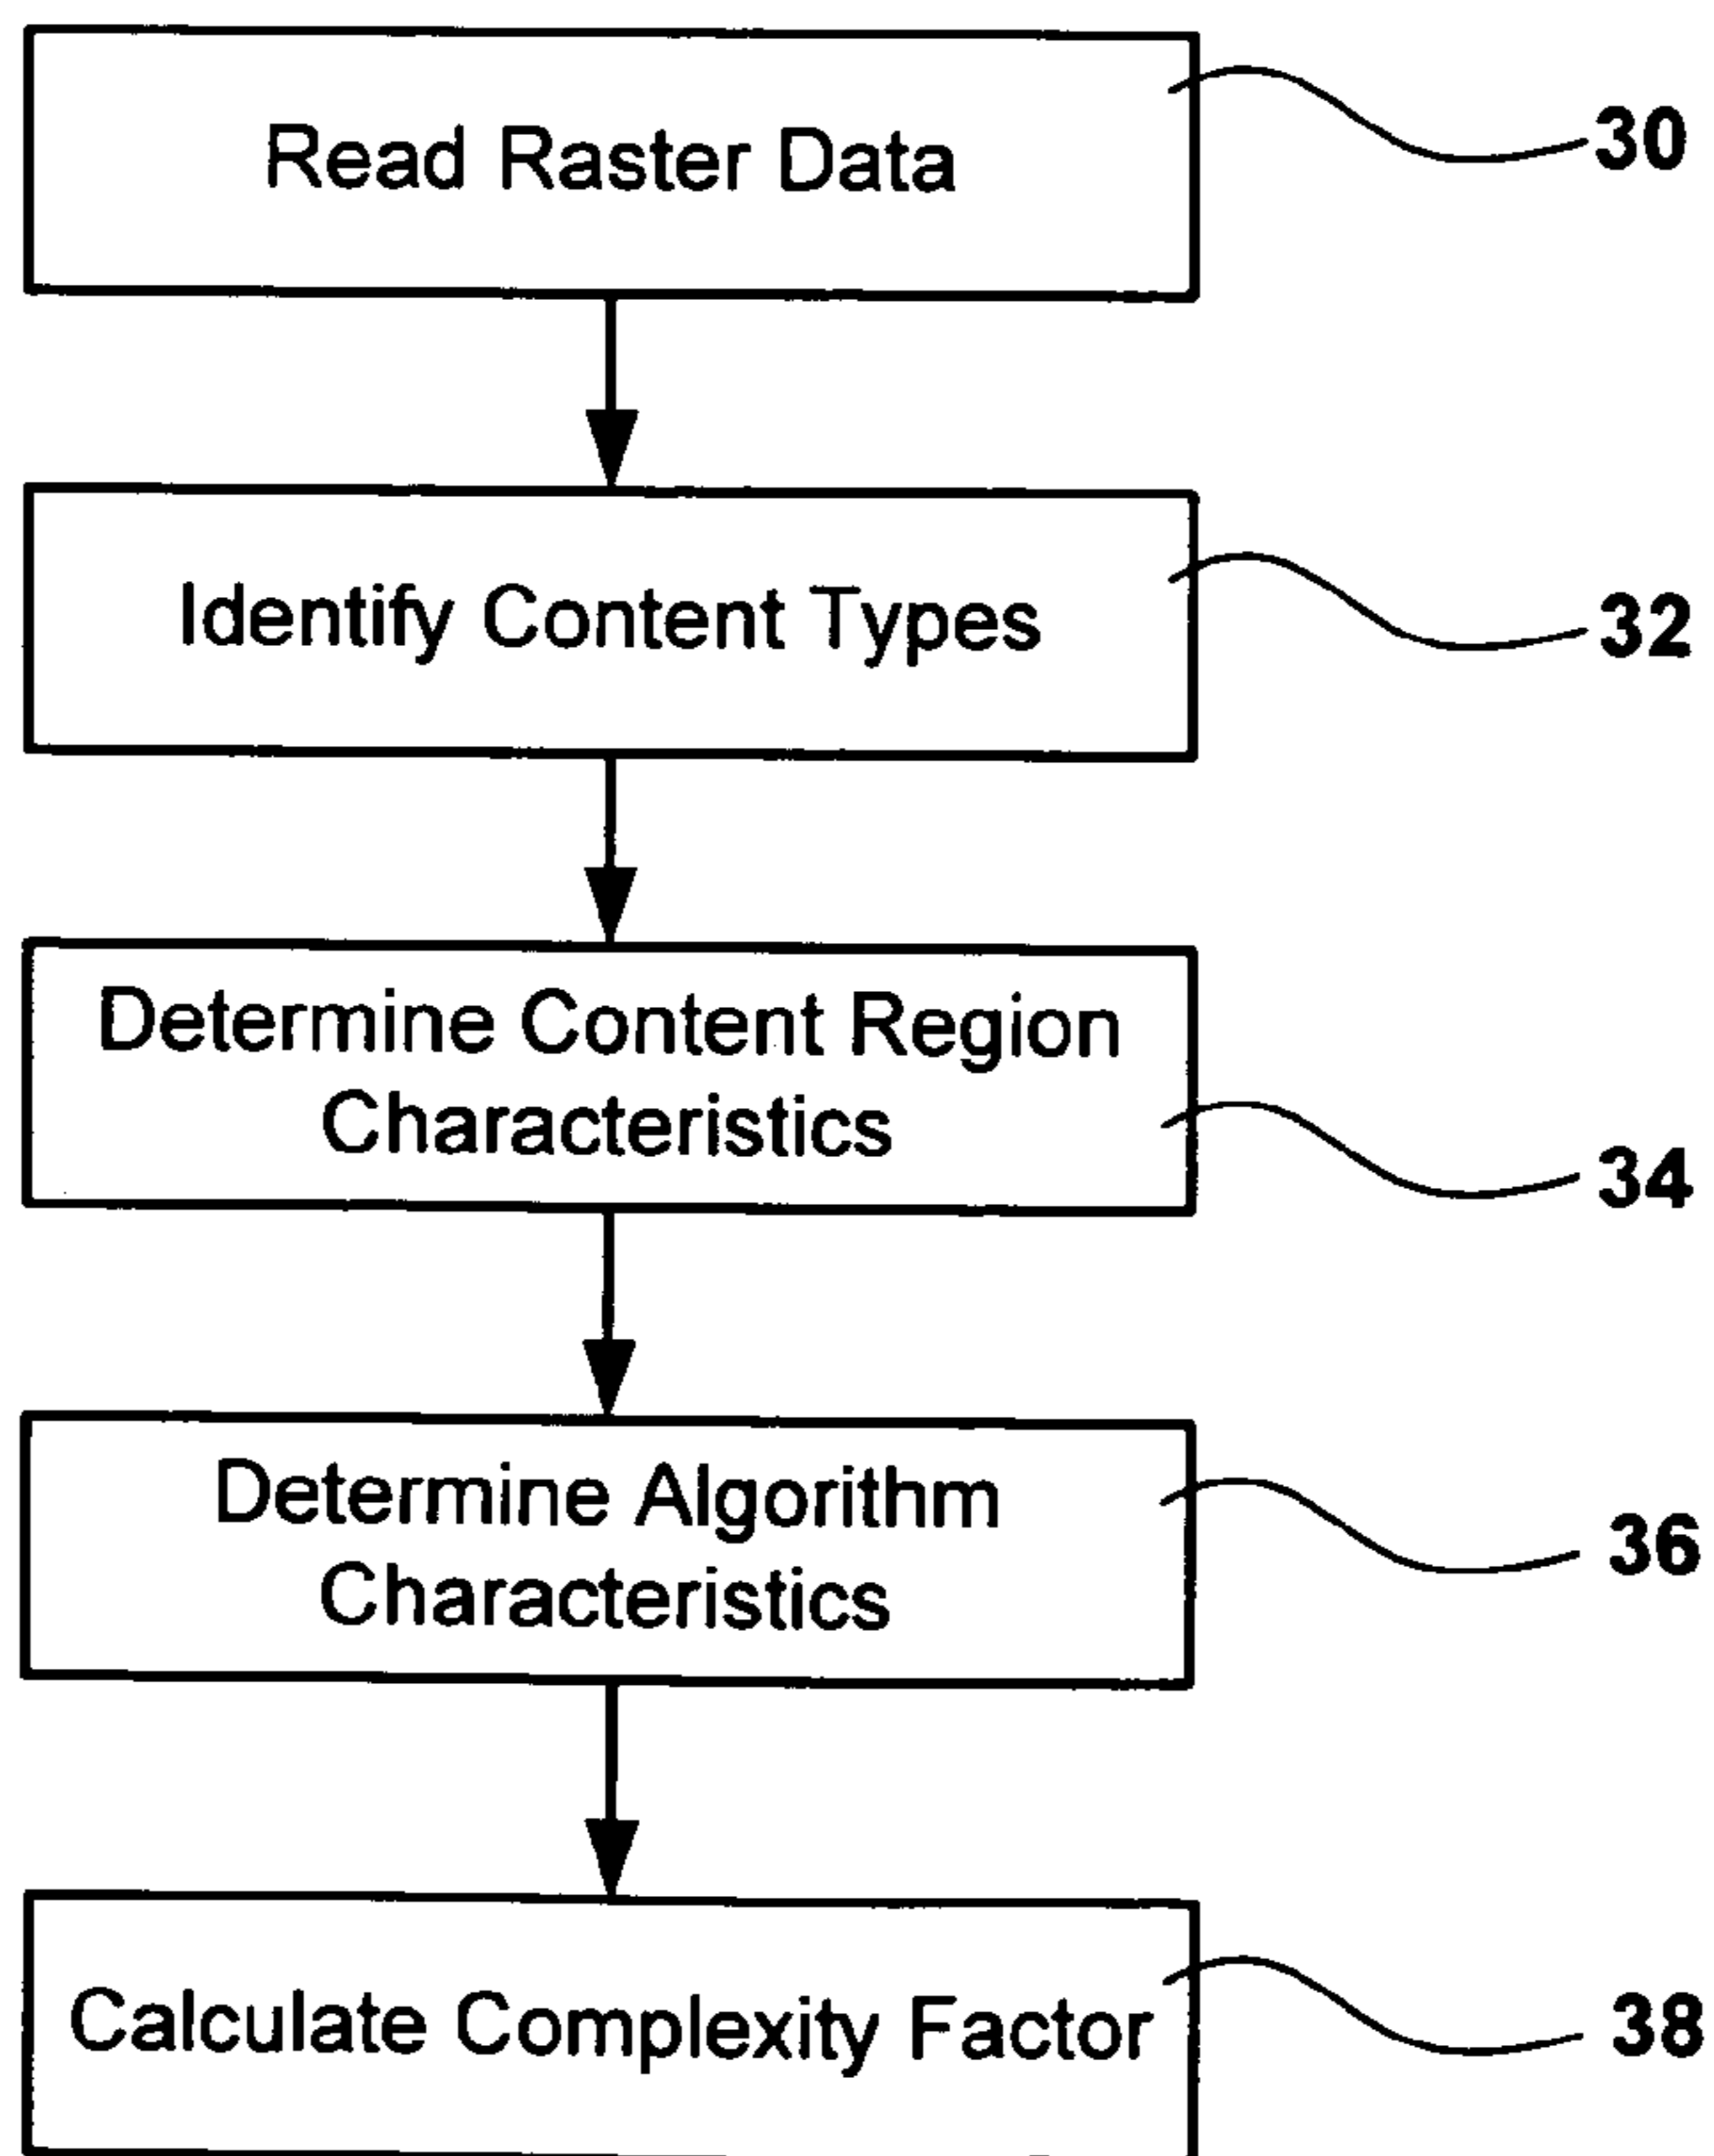 Read Raster Data
30
Identify Content Types
32
Determine Content Region
Characteristics
34
Determine Algorithm
Characteristics
36
Calculate Complexity Factor
38